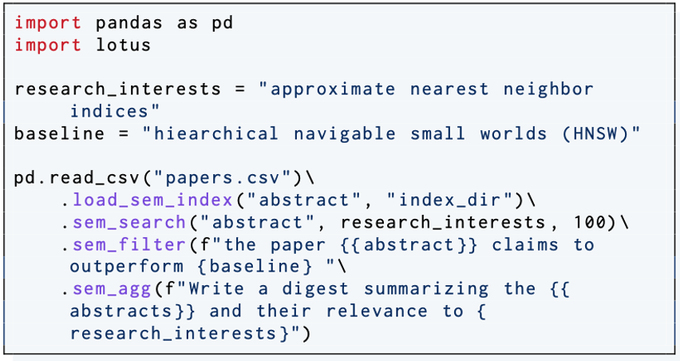 import pandas as pd
import lotus
research_interests = "approximate nearest neighbor
indices"
baseline = "hiearchical navigable small worlds (HNSW)"
pd.read_csv("papers.csv")\
.load_sem_index("abstract", "index_dir")\
.sem_search("abstract", research_interests, 100)\
.sem_filter(f"the paper {{abstract}} claims to
outperform {baseline} "\
.sem_agg(f"Write a digest summarizing the {{
abstracts}} and their relevance to {
research_interests}")